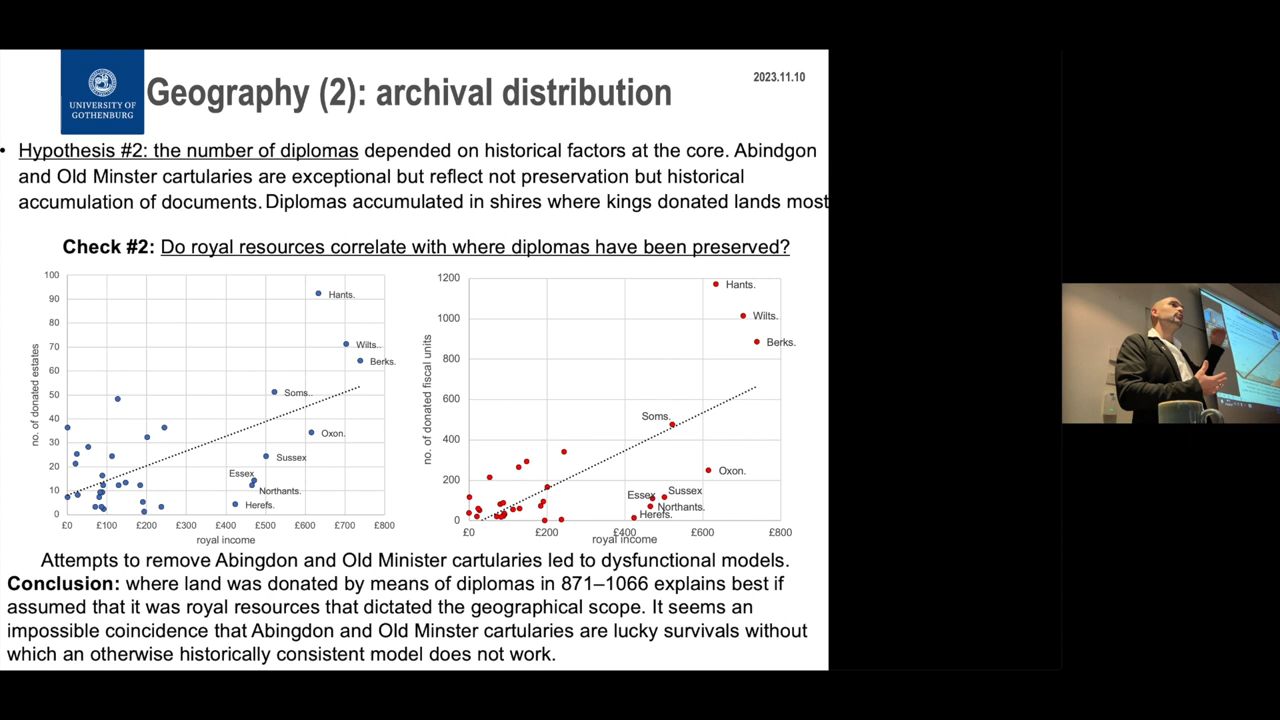 UNIVERSITY OF
GOTHENBURG
Geography (2): archival distribution
2023.11.10
• Hypothesis #2: the number of diplomas depended on historical factors at the core. Abindgon
and Old Minster cartularies are exceptional but reflect not preservation but historical
accumulation of documents. Diplomas accumulated in shires where kings donated lands most
Check #2: Do royal resources correlate with where diplomas have been preserved?
no. of donated estates
100
90
80
70
60
50
40
30
20
10
0
Hants.
Wilts..
Berks.
Soms..
Oxon.
Sussex
Essex
Northants.
Herefs.
£0 £100 £200 £300 £400 £500 £600 £700 £800
royal income
no. of donated fiscal units
1200
1000
800
600
400
200
0
Hants.
Wilts.
Berks.
Soms.
Oxon.
Sussex
Essex
Northants.
Herefs.
£0 £200 £400 £600 £800
royal income
Attempts to remove Abingdon and Old Minister cartularies led to dysfunctional models.
Conclusion: where land was donated by means of diplomas in 871–1066 explains best if
assumed that it was royal resources that dictated the geographical scope. It seems an
impossible coincidence that Abingdon and Old Minster cartularies are lucky survivals without
which an otherwise historically consistent model does not work.